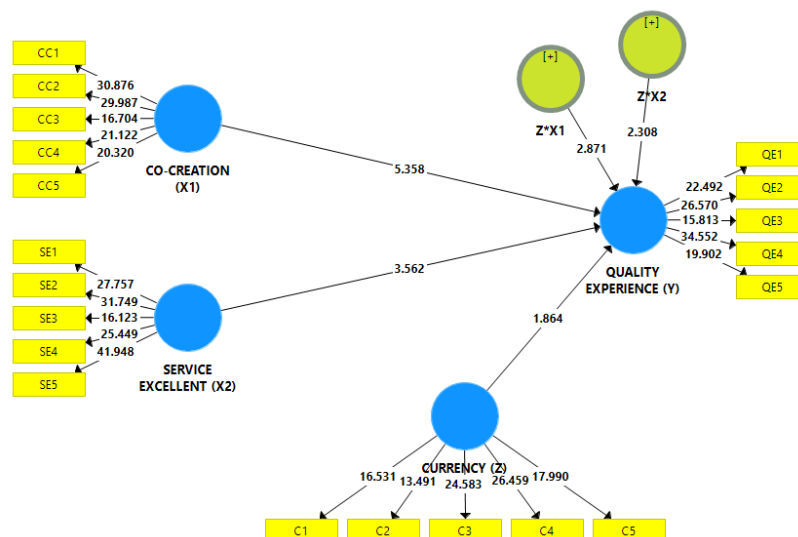 [+]
[+]
CC1
CC2
CC3
CC4
CC5
30.876
29.987
16.704
21.122
20.320
CO-CREATION
(X1)
Z*X1
Z*X2
2.871
2.308
5.358
QE1
QE2
QE3
QE4
QE5
22.492
26.570
15.813
34.552
19.902
QUALITY
EXPERIENCE (Y)
SE1
SE2
SE3
SE4
SE5
27.757
31.749
16.123
25.449
41.948
SERVICE
EXCELLENT (X2)
3.562
1.864
CURRENCY (Z)
16.531
13.491
24.583
26.459
17.990
C1
C2
C3
C4
C5